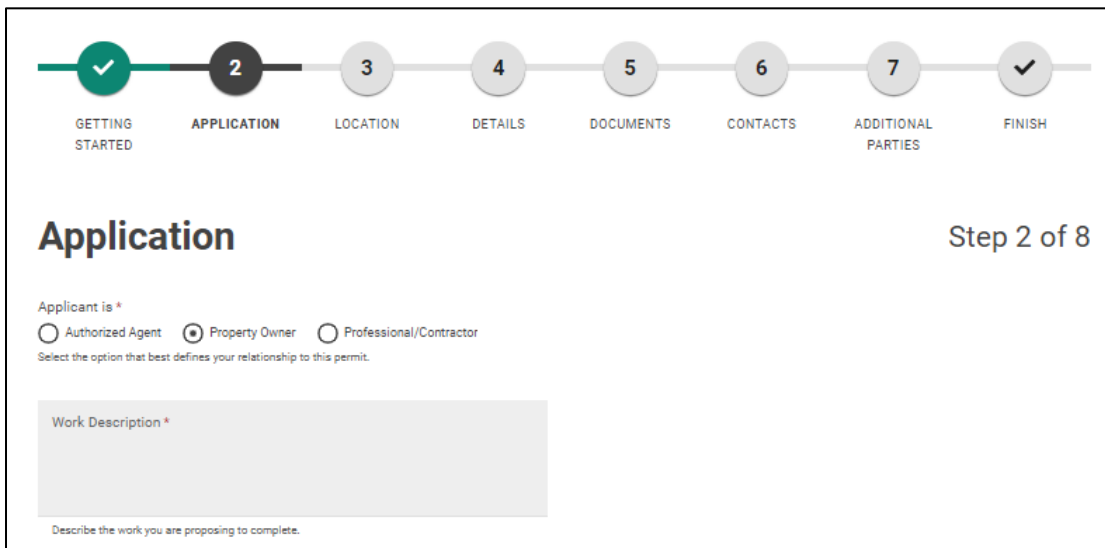 2 3 4 5 6 7
GETTING STARTED
APPLICATION
LOCATION
DETAILS
DOCUMENTS
CONTACTS
ADDITIONAL PARTIES
FINISH
Application
Step 2 of 8
Applicant is *
Authorized Agent Property Owner Professional/Contractor
Select the option that best defines your relationship to this permit.
Work Description *
Describe the work you are proposing to complete.